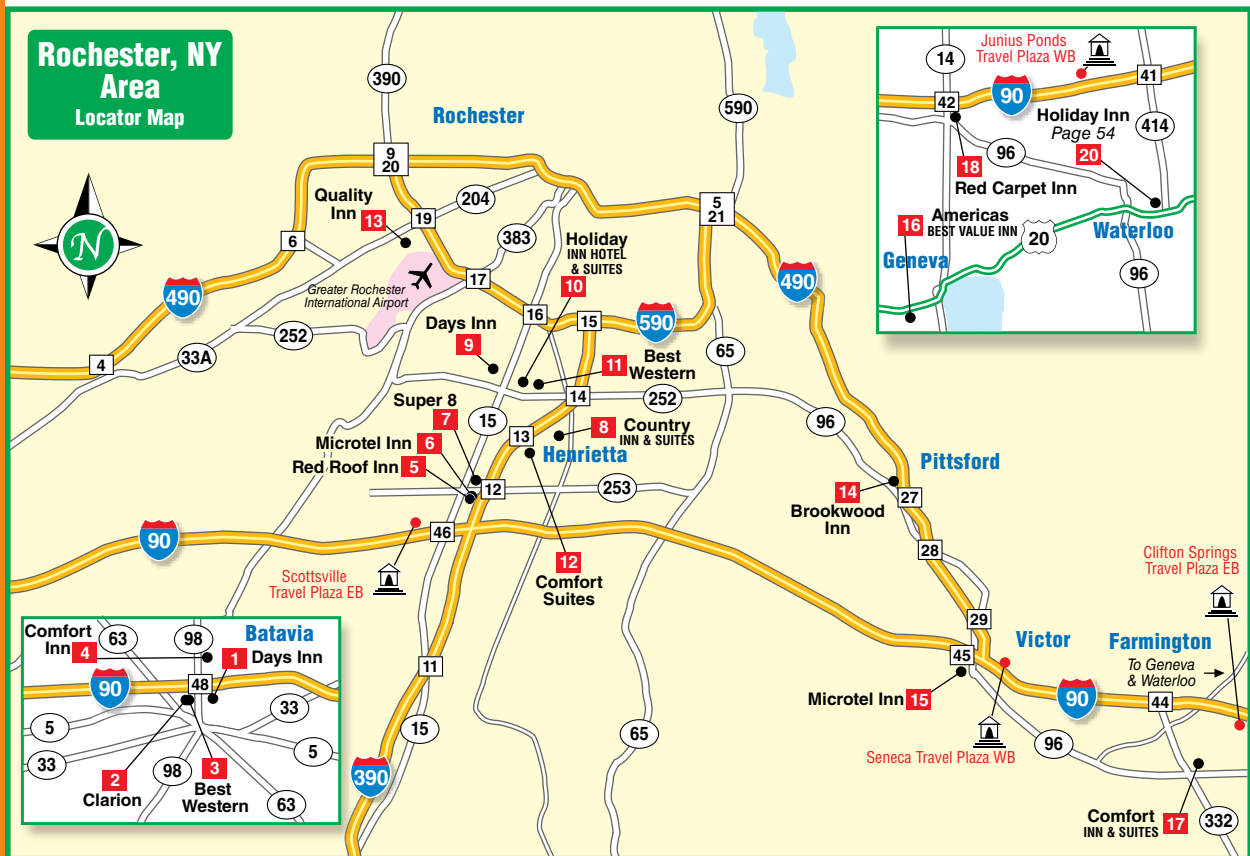 Rochester, NY
Area
Locator Map
N
390
Rochester
590
9
20
Quality
Inn
13
19
204
383
6
Holiday
INN HOTEL
& SUITES
10
5
21
490
17
Greater Rochester
International Airport
16
15
590
490
252
33A
4
Days Inn
9
11
Best
Western
65
14
252
96
Super 8
7
15
13
8
Country
INN & SUITES
Henrietta
Microtel Inn
6
Red Roof Inn
5
12
253
Pittsford
14
Brookwood
Inn
27
90
46
28
Scottsville
Travel Plaza EB
12
Comfort
Suites
Clifton Springs
Travel Plaza EB
29
Victor
Farmington
To Geneva
& Waterloo
11
45
Microtel Inn
15
90
44
15
65
96
Seneca Travel Plaza WB
390
Comfort
INN & SUITES
17
332
Junius Ponds
Travel Plaza WB
14
41
90
42
Holiday Inn
Page 54
20
414
96
18
Red Carpet Inn
16
Americas
BEST VALUE INN
20
Waterloo
Geneva
96
Comfort
Inn
4
63
98
Batavia
1
Days Inn
90
48
33
5
5
33
98
2
Clarion
3
Best
Western
63